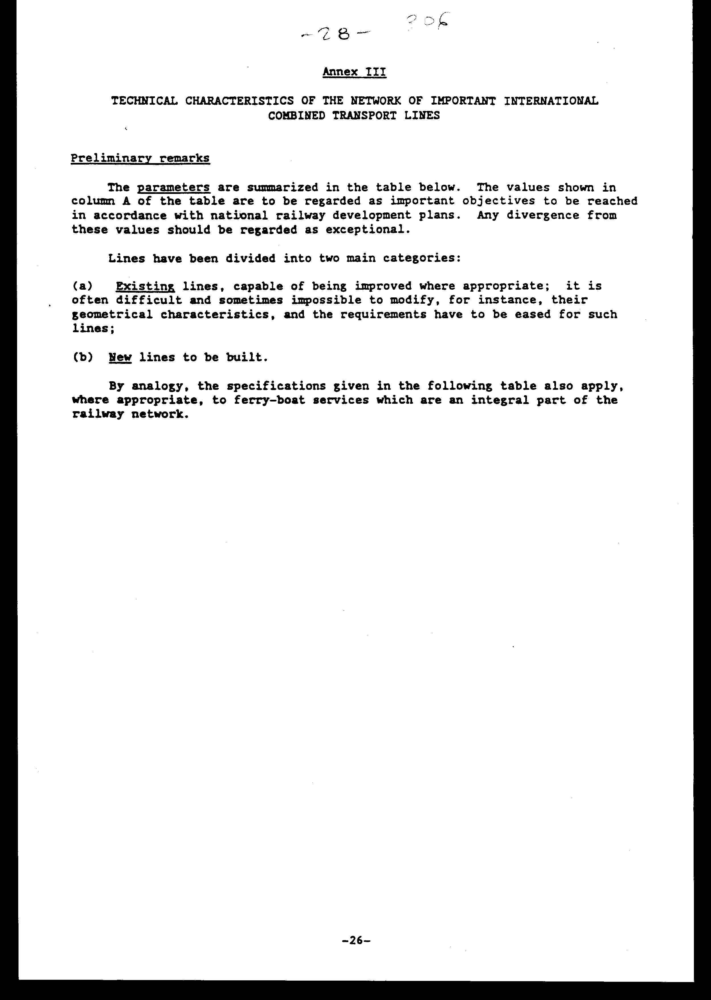 -28-
206
Annex III
TECHNICAL CHARACTERISTICS OF THE NETWORK OF IMPORTANT INTERNATIONAL
COMBINED TRANSPORT LINES
Preliminary remarks
The parameters are summarized in the table below. The values shown in
column A of the table are to be regarded as important objectives to be reached
in accordance with national railway development plans. Any divergence from
these values should be regarded as exceptional.
Lines have been divided into two main categories:
(a) Existing lines, capable of being improved where appropriate; it is
often difficult and sometimes impossible to modify, for instance, their
geometrical characteristics, and the requirements have to be eased for such
lines;
(b) New lines to be built.
By analogy, the specifications given in the following table also apply,
where appropriate, to ferry-boat services which are an integral part of the
railway network.
-26-